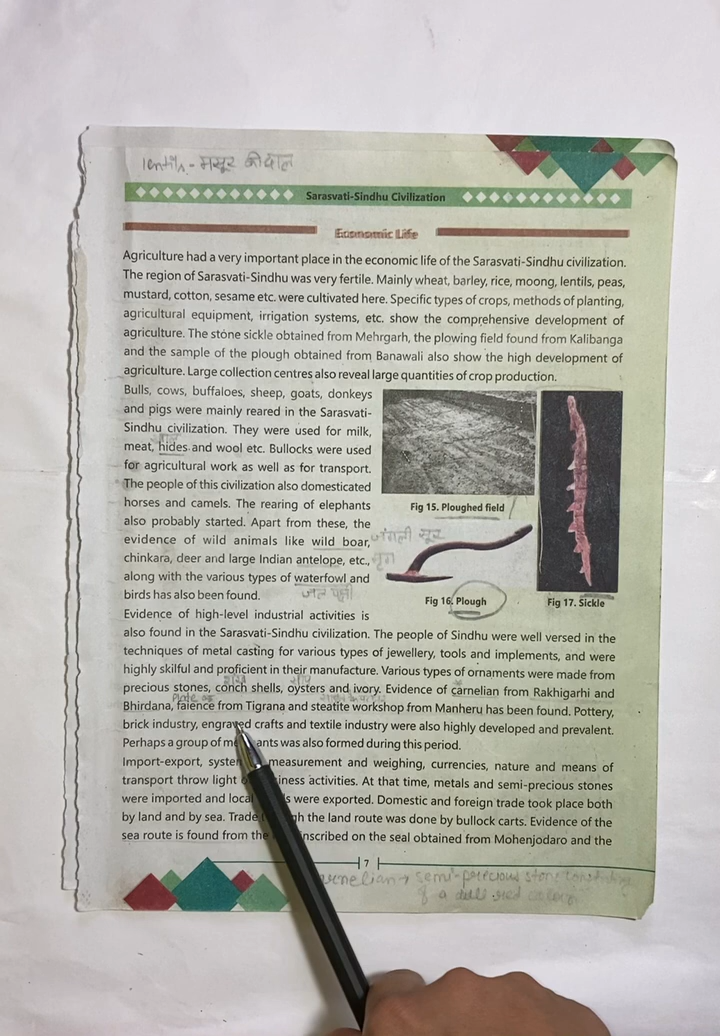 lentils - मसूर की दाल
Sarasvati-Sindhu Civilization
Economic Life
Agriculture had a very important place in the economic life of the Sarasvati-Sindhu civilization.
The region of Sarasvati-Sindhu was very fertile. Mainly wheat, barley, rice, moong, lentils, peas,
mustard, cotton, sesame etc. were cultivated here. Specific types of crops, methods of planting,
agricultural equipment, irrigation systems, etc. show the comprehensive development of
agriculture. The stone sickle obtained from Mehrgarh, the plowing field found from Kalibanga
and the sample of the plough obtained from Banawali also show the high development of
agriculture. Large collection centres also reveal large quantities of crop production.
Bulls, cows, buffaloes, sheep, goats, donkeys
and pigs were mainly reared in the Sarasvati-
Sindhu civilization. They were used for milk,
meat, hides and wool etc. Bullocks were used
for agricultural work as well as for transport.
The people of this civilization also domesticated
horses and camels. The rearing of elephants
also probably started. Apart from these, the
evidence of wild animals like wild boar,
जंगली सूर
chinkara, deer and large Indian antelope, etc.,
मृग
along with the various types of waterfowl and
birds has also been found.
जल पक्षी
Fig 15. Ploughed field
Fig 16. Plough
Fig 17. Sickle
Evidence of high-level industrial activities is
also found in the Sarasvati-Sindhu civilization. The people of Sindhu were well versed in the
techniques of metal casting for various types of jewellery, tools and implements, and were
highly skilful and proficient in their manufacture. Various types of ornaments were made from
precious stones, conch shells, oysters and ivory. Evidence of carnelian from Rakhigarhi and
Bhirdana, faience from Tigrana and steatite workshop from Manheru has been found. Pottery,
brick industry, engraved crafts and textile industry were also highly developed and prevalent.
Perhaps a group of ants was also formed during this period.
Import-export, measurement and weighing, currencies, nature and means of
transport throw light activities. At that time, metals and semi-precious stones
were imported and local were exported. Domestic and foreign trade took place both
by land and by sea. Trade the land route was done by bullock carts. Evidence of the
sea route is found from the inscribed on the seal obtained from Mohenjodaro and the
7
semi-precious stone
of a dull red colour